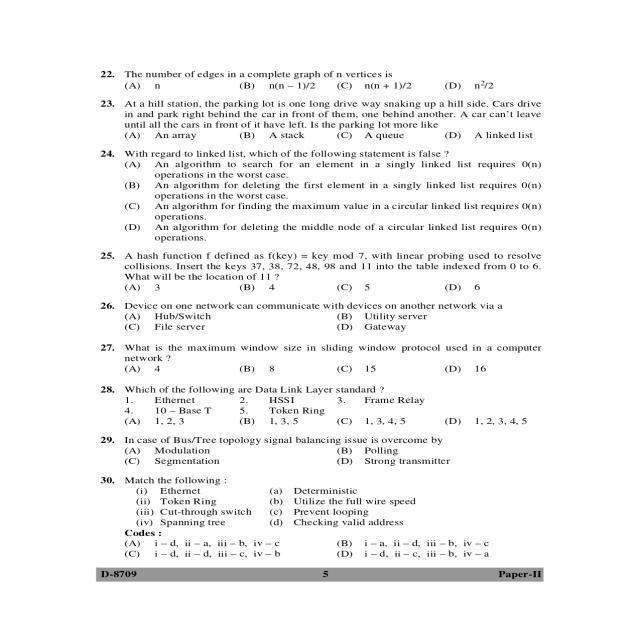 22. The number of edges in a complete graph of n vertices is
(A) n (B) n(n – 1)/2 (C) n(n + 1)/2 (D) n²/2
23. At a hill station, the parking lot is one long drive way snaking up a hill side. Cars drive
in and park right behind the car in front of them, one behind another. A car can't leave
until all the cars in front of it have left. Is the parking lot more like
(A) An array (B) A stack (C) A queue (D) A linked list
24. With regard to linked list, which of the following statement is false ?
(A) An algorithm to search for an element in a singly linked list requires 0(n)
operations in the worst case.
(B) An algorithm for deleting the first element in a singly linked list requires 0(n)
operations in the worst case.
(C) An algorithm for finding the maximum value in a circular linked list requires 0(n)
operations.
(D) An algorithm for deleting the middle node of a circular linked list requires 0(n)
operations.
25. A hash function f defined as f(key) = key mod 7, with linear probing used to resolve
collisions. Insert the keys 37, 38, 72, 48, 98 and 11 into the table indexed from 0 to 6.
What will be the location of 11 ?
(A) 3 (B) 4 (C) 5 (D) 6
26. Device on one network can communicate with devices on another network via a
(A) Hub/Switch (B) Utility server
(C) File server (D) Gateway
27. What is the maximum window size in sliding window protocol used in a computer
network ?
(A) 4 (B) 8 (C) 15 (D) 16
28. Which of the following are Data Link Layer standard ?
1. Ethernet 2. HSSI 3. Frame Relay
4. 10 – Base T 5. Token Ring
(A) 1, 2, 3 (B) 1, 3, 5 (C) 1, 3, 4, 5 (D) 1, 2, 3, 4, 5
29. In case of Bus/Tree topology signal balancing issue is overcome by
(A) Modulation (B) Polling
(C) Segmentation (D) Strong transmitter
30. Match the following :
(i) Ethernet (a) Deterministic
(ii) Token Ring (b) Utilize the full wire speed
(iii) Cut-through switch (c) Prevent looping
(iv) Spanning tree (d) Checking valid address
Codes :
(A) i – d, ii – a, iii – b, iv – c (B) i – a, ii – d, iii – b, iv – c
(C) i – d, ii – d, iii – c, iv – b (D) i – d, ii – c, iii – b, iv – a
D-8709 5 Paper-II